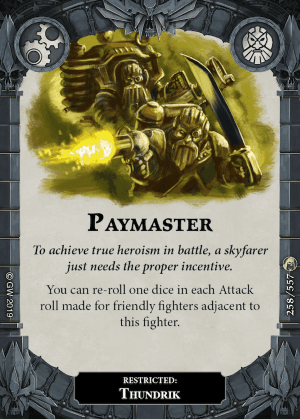 PAYMASTER
To achieve true heroism in battle, a skyfarer
just needs the proper incentive.
You can re-roll one dice in each Attack
roll made for friendly fighters adjacent to
this fighter.
© GW 2019
258/557
RESTRICTED:
THUNDRIK